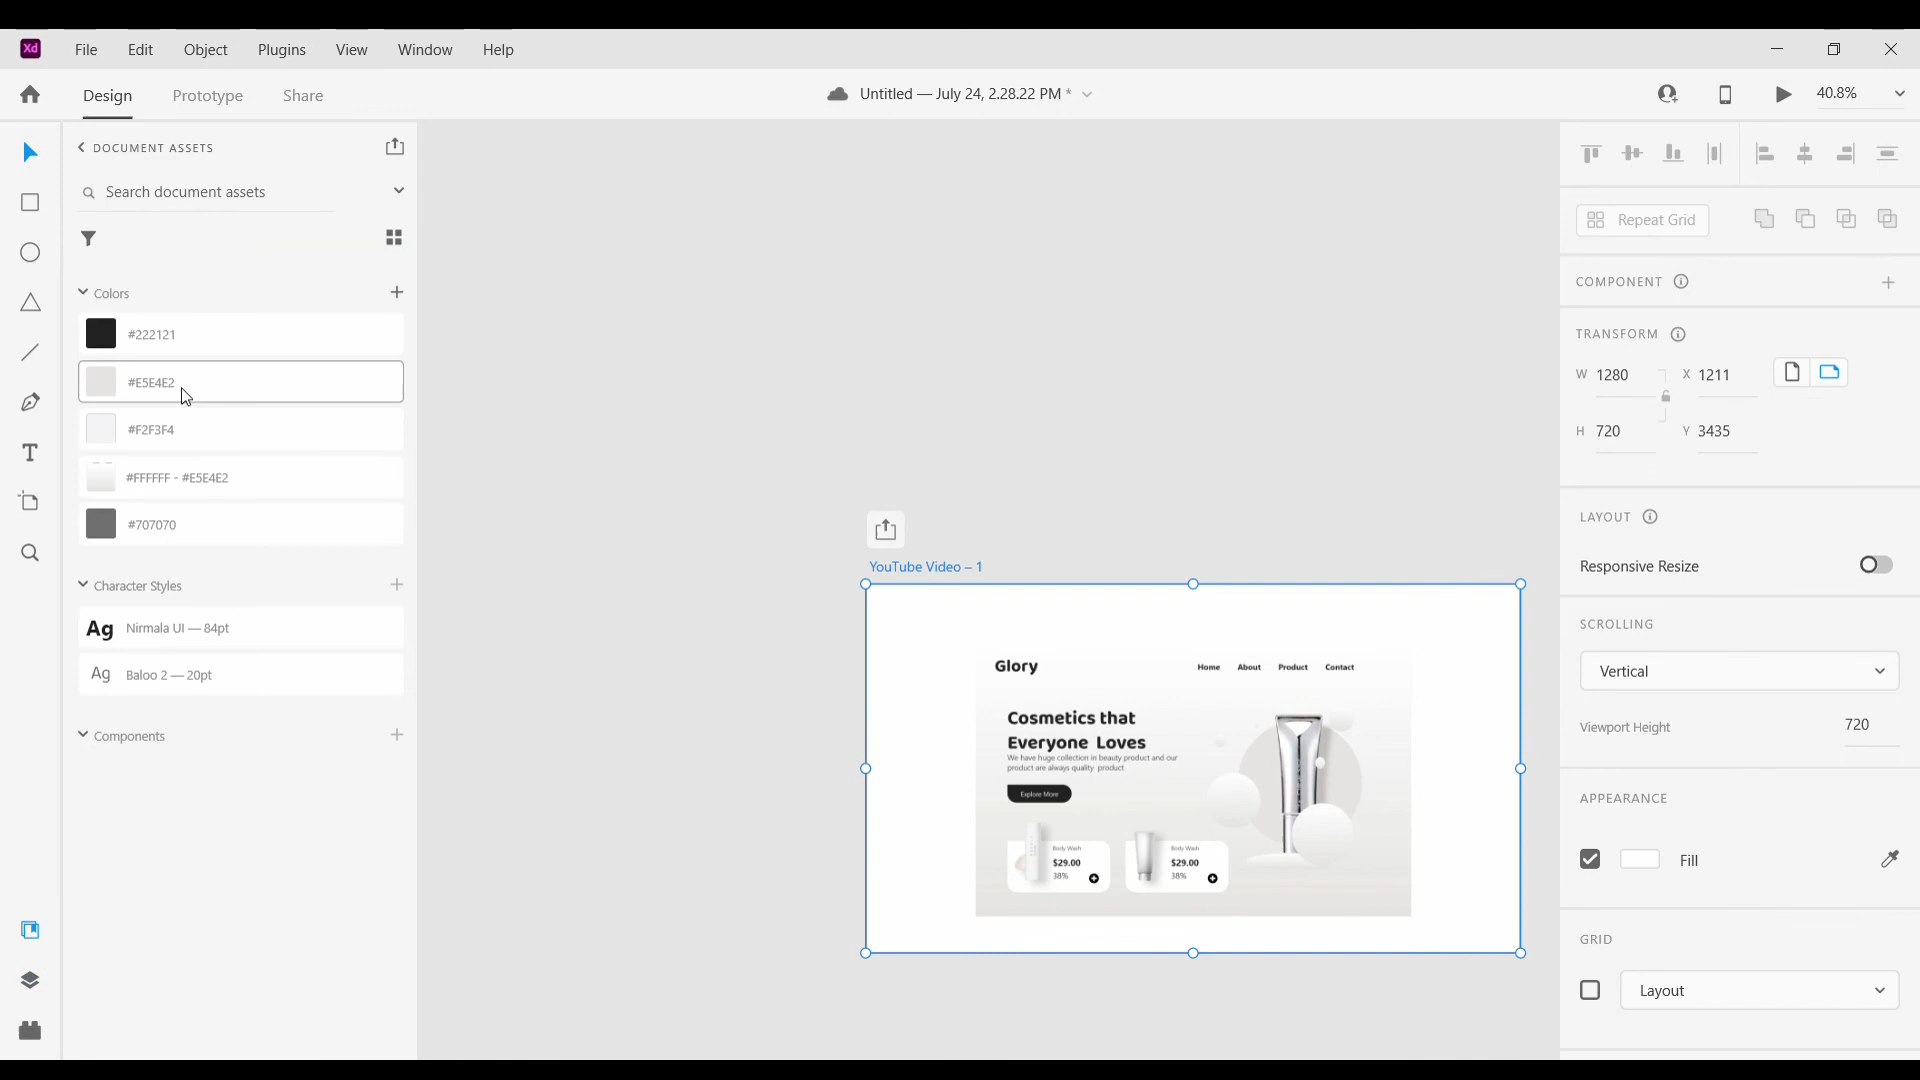 Xd File Edit Object Plugins View Window Help
Design Prototype Share Untitled — July 24, 2.28.22 PM * 40.8%
DOCUMENT ASSETS
Search document assets
Colors
#222121
#E5E4E2
#F2F3F4
#FFFFFF - #E5E4E2
#707070
Character Styles
Ag Nirmala UI — 84pt
Ag Baloo 2 — 20pt
Components
YouTube Video – 1
Glory Home About Product Contact
Cosmetics that
Everyone Loves
We have huge collection in beauty product and our
product are always quality product
Explore More
Body Wash
$29.00
38%
Body Wash
$29.00
38%
Repeat Grid
COMPONENT
TRANSFORM
W 1280 X 1211
H 720 Y 3435
LAYOUT
Responsive Resize
SCROLLING
Vertical
Viewport Height 720
APPEARANCE
Fill
GRID
Layout